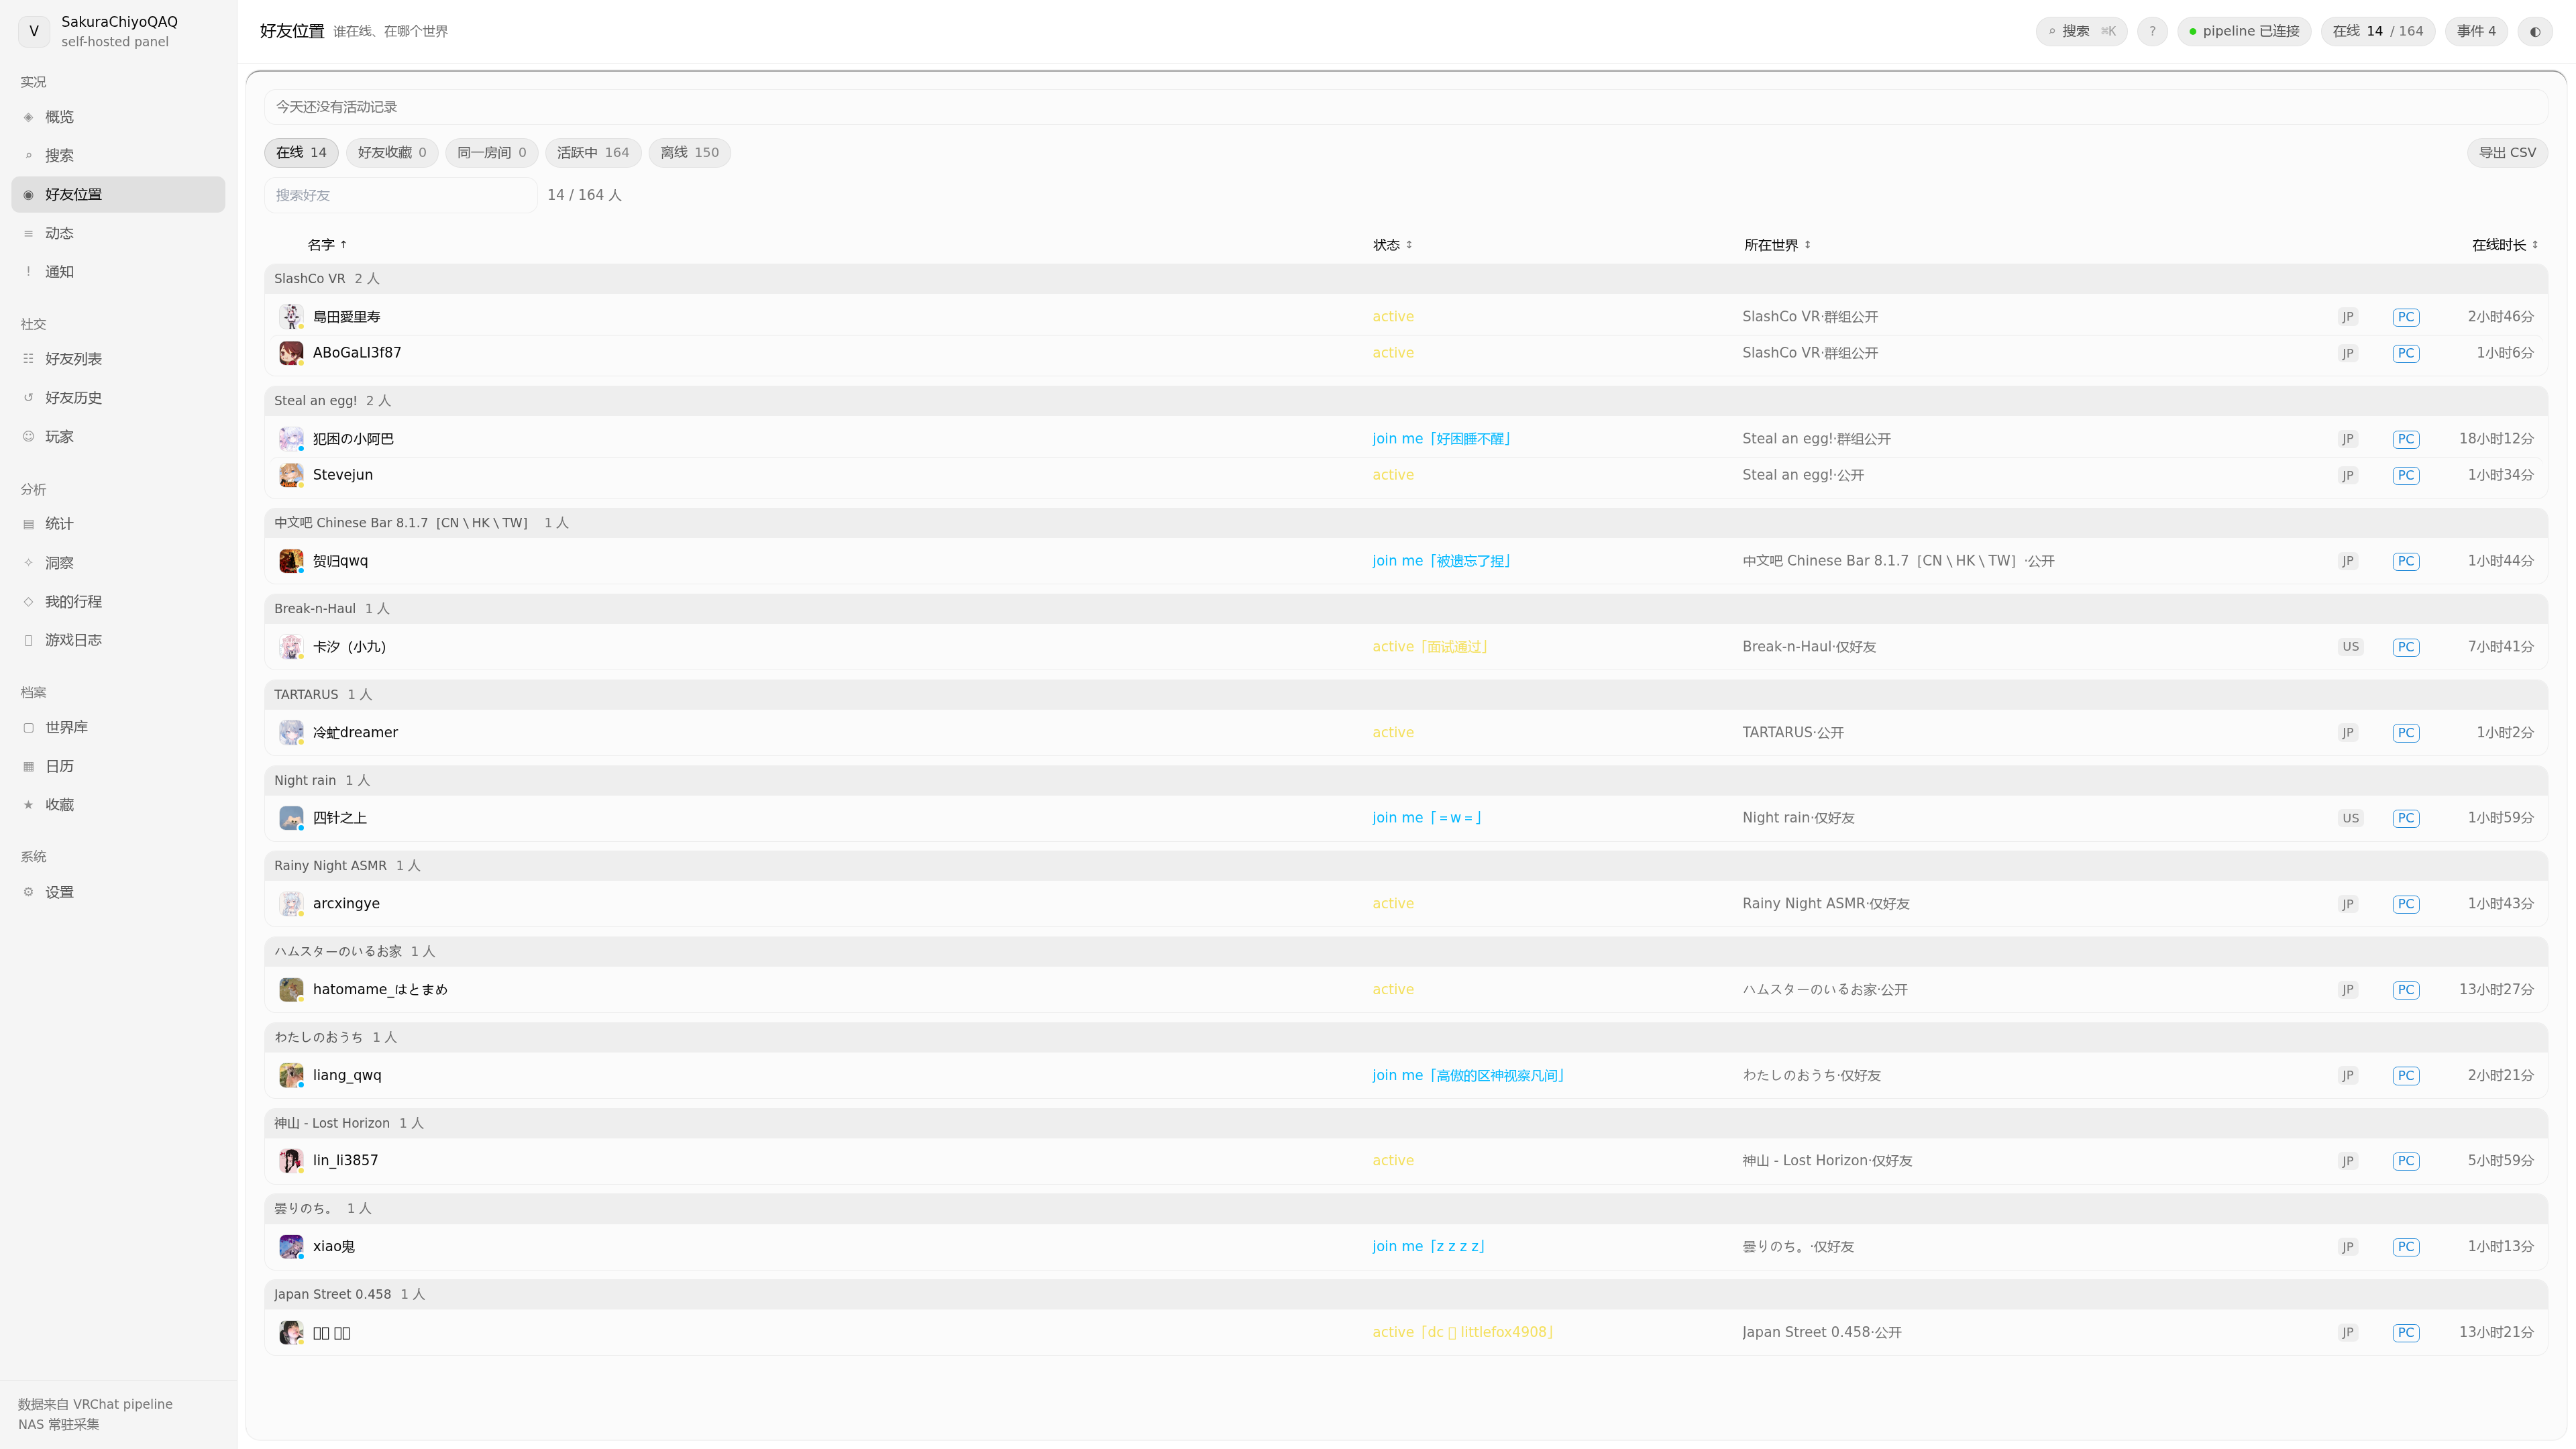 V
SakuraChiyoQAQ
self-hosted panel
实况
概览
搜索
好友位置
动态
通知
社交
好友列表
好友历史
玩家
分析
统计
洞察
我的行程
游戏日志
档案
世界库
日历
收藏
系统
设置
数据来自 VRChat pipeline
NAS 常驻采集
好友位置 谁在线、在哪个世界
搜索 ⌘K ? pipeline 已连接 在线 14 / 164 事件 4
今天还没有活动记录
在线 14 好友收藏 0 同一房间 0 活跃中 164 离线 150 导出 CSV
搜索好友 14 / 164 人
名字 ↑ 状态 ↕ 所在世界 ↕ 在线时长 ↕
SlashCo VR 2 人
島田愛里寿 active SlashCo VR·群组公开 JP PC 2小时46分
ABoGaLI3f87 active SlashCo VR·群组公开 JP PC 1小时6分
Steal an egg! 2 人
犯困の小阿巴 join me「好困睡不醒」 Steal an egg!·群组公开 JP PC 18小时12分
Stevejun active Steal an egg!·公开 JP PC 1小时34分
中文吧 Chinese Bar 8.1.7［CN \ HK \ TW］ 1 人
贺归qwq join me「被遗忘了捏」 中文吧 Chinese Bar 8.1.7［CN \ HK \ TW］·公开 JP PC 1小时44分
Break-n-Haul 1 人
卡汐（小九） active「面试通过」 Break-n-Haul·仅好友 US PC 7小时41分
TARTARUS 1 人
冷虻dreamer active TARTARUS·公开 JP PC 1小时2分
Night rain 1 人
四针之上 join me「＝w＝」 Night rain·仅好友 US PC 1小时59分
Rainy Night ASMR 1 人
arcxingye active Rainy Night ASMR·仅好友 JP PC 1小时43分
ハムスターのいるお家 1 人
hatomame_はとまめ active ハムスターのいるお家·公开 JP PC 13小时27分
わたしのおうち 1 人
liang_qwq join me「高傲的区神视察凡间」 わたしのおうち·仅好友 JP PC 2小时21分
神山 - Lost Horizon 1 人
lin_li3857 active 神山 - Lost Horizon·仅好友 JP PC 5小时59分
曇りのち。 1 人
xiao鬼 join me「z z z z」 曇りのち。·仅好友 JP PC 1小时13分
Japan Street 0.458 1 人
active「dc littlefox4908」 Japan Street 0.458·公开 JP PC 13小时21分